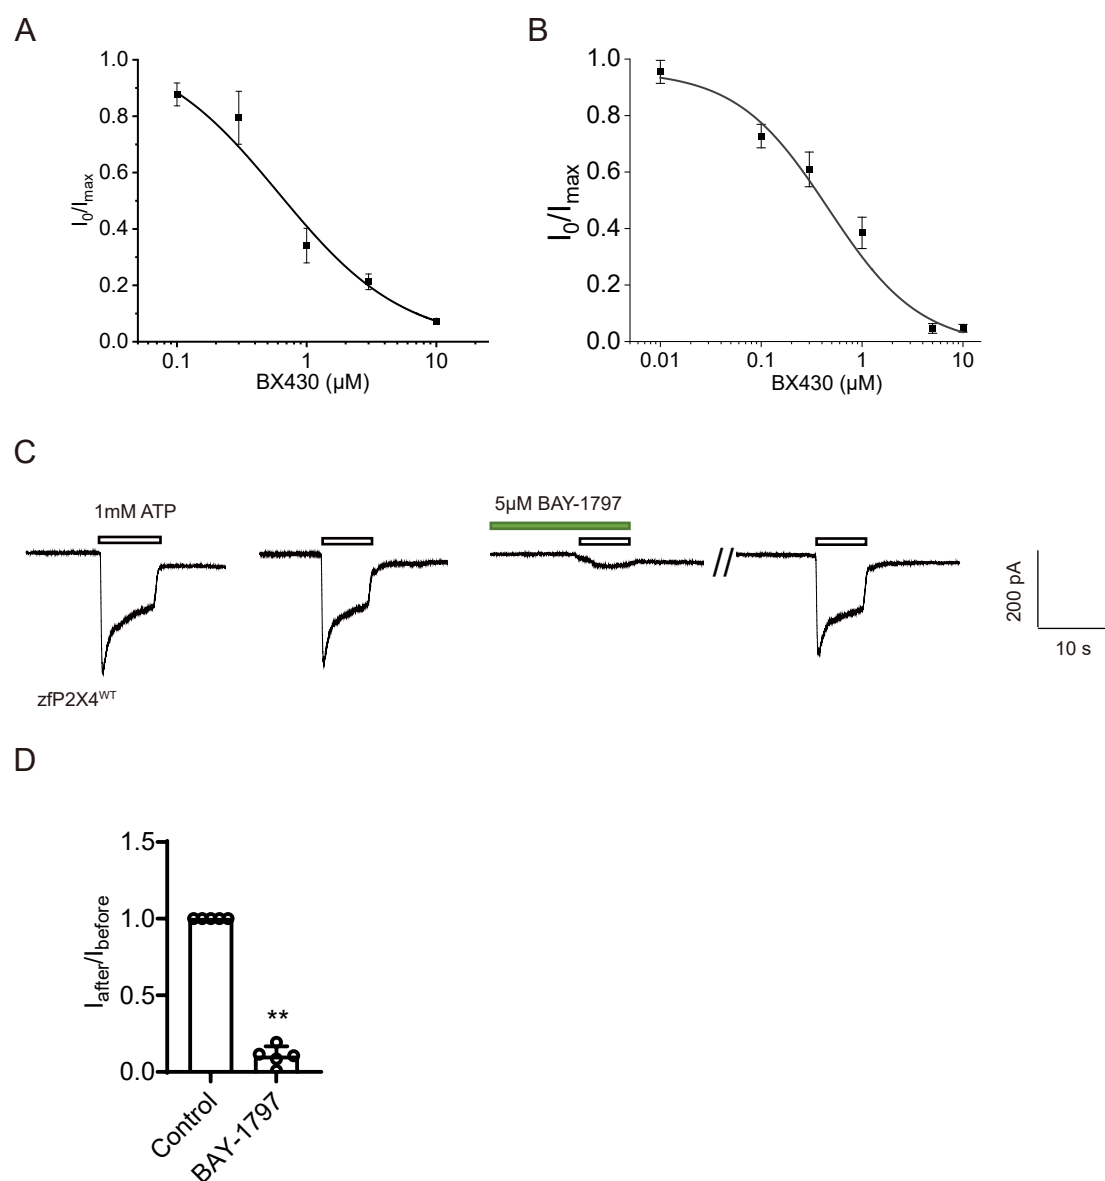 A
B
1.0
0.8
0.6
0.4
0.2
0.0
I0/Imax
0.1
1
10
BX430 (μM)
1.0
0.8
0.6
0.4
0.2
0.0
I0/Imax
0.01
0.1
1
10
BX430 (μM)
C
1mM ATP
5μM BAY-1797
200 pA
10 s
zfP2X4WT
D
1.5
1.0
0.5
0.0
Iafter/Ibefore
**
Control
BAY-1797